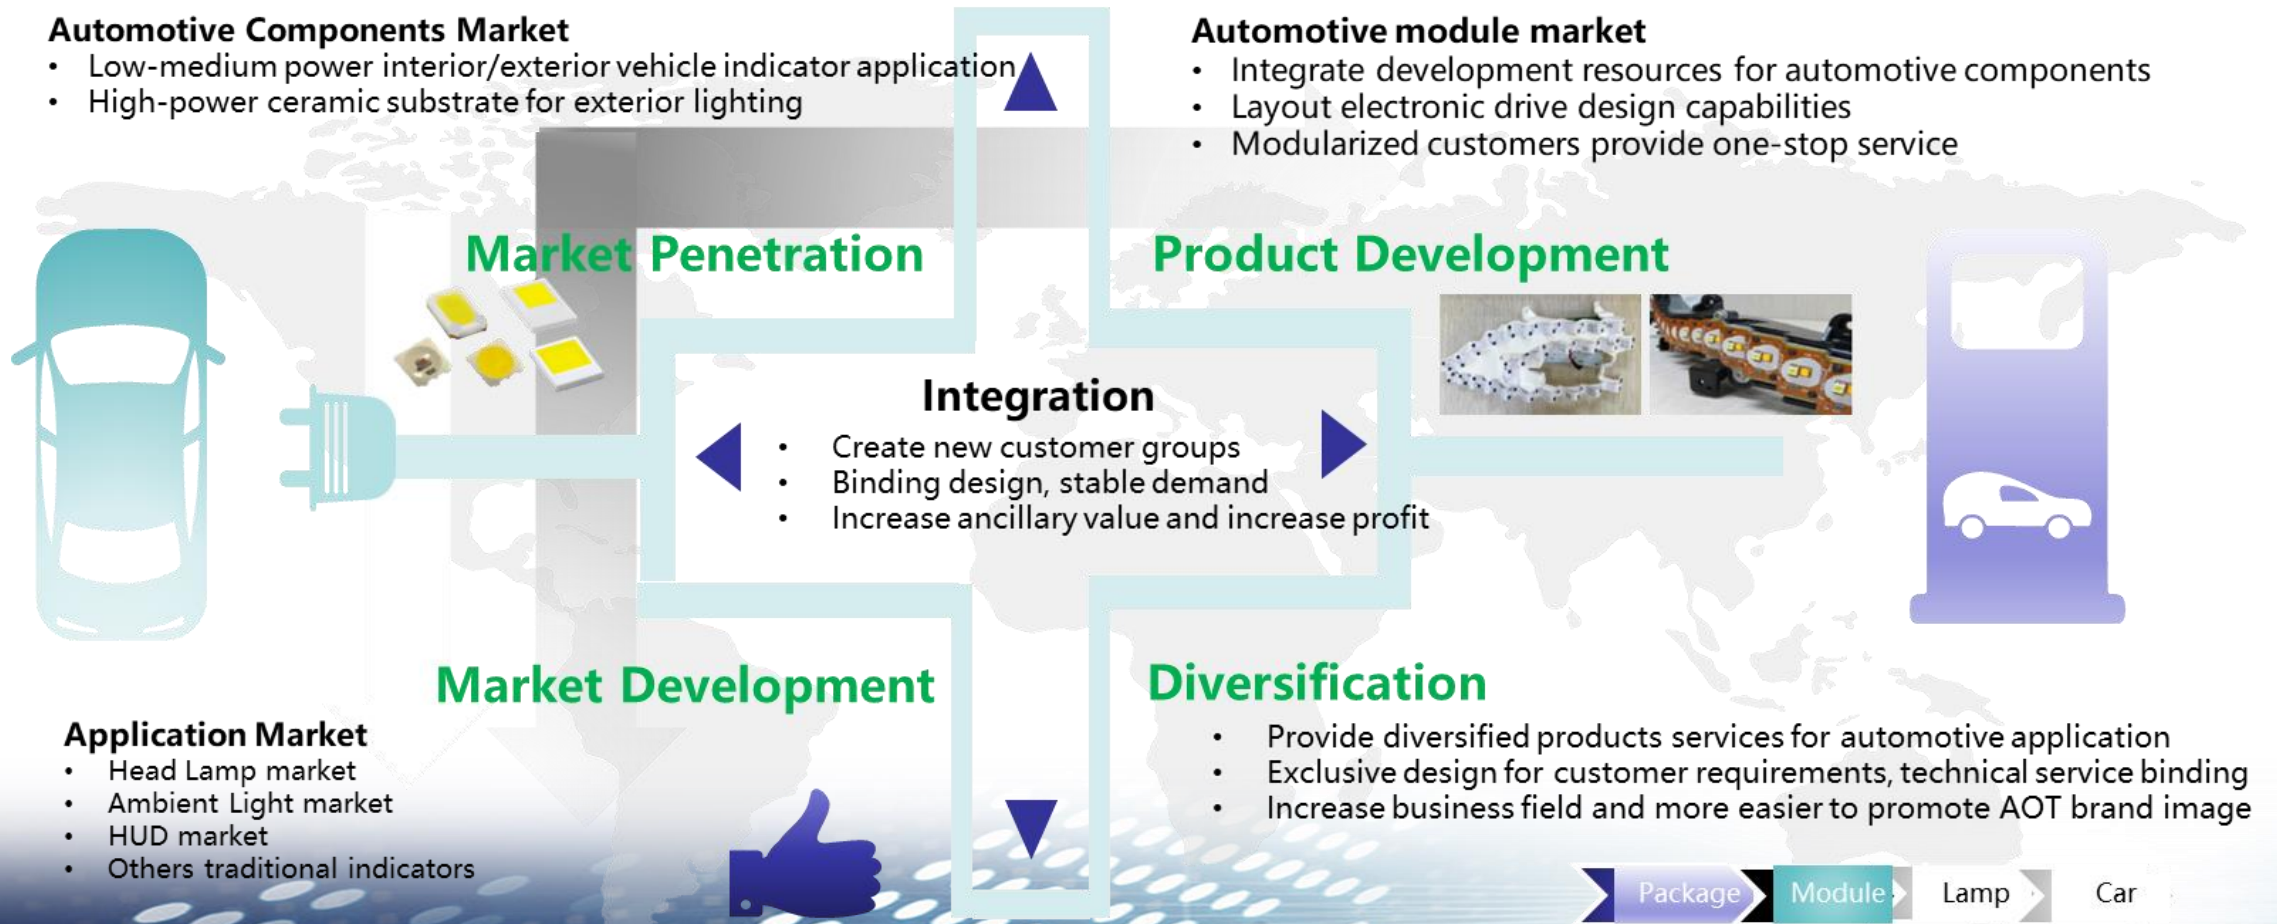 Automotive Components Market
• Low-medium power interior/exterior vehicle indicator application
• High-power ceramic substrate for exterior lighting
Automotive module market
• Integrate development resources for automotive components
• Layout electronic drive design capabilities
• Modularized customers provide one-stop service
Market Penetration
Product Development
Integration
• Create new customer groups
• Binding design, stable demand
• Increase ancillary value and increase profit
Market Development
Diversification
Application Market
• Head Lamp market
• Ambient Light market
• HUD market
• Others traditional indicators
• Provide diversified products services for automotive application
• Exclusive design for customer requirements, technical service binding
• Increase business field and more easier to promote AOT brand image
Package Module Lamp Car